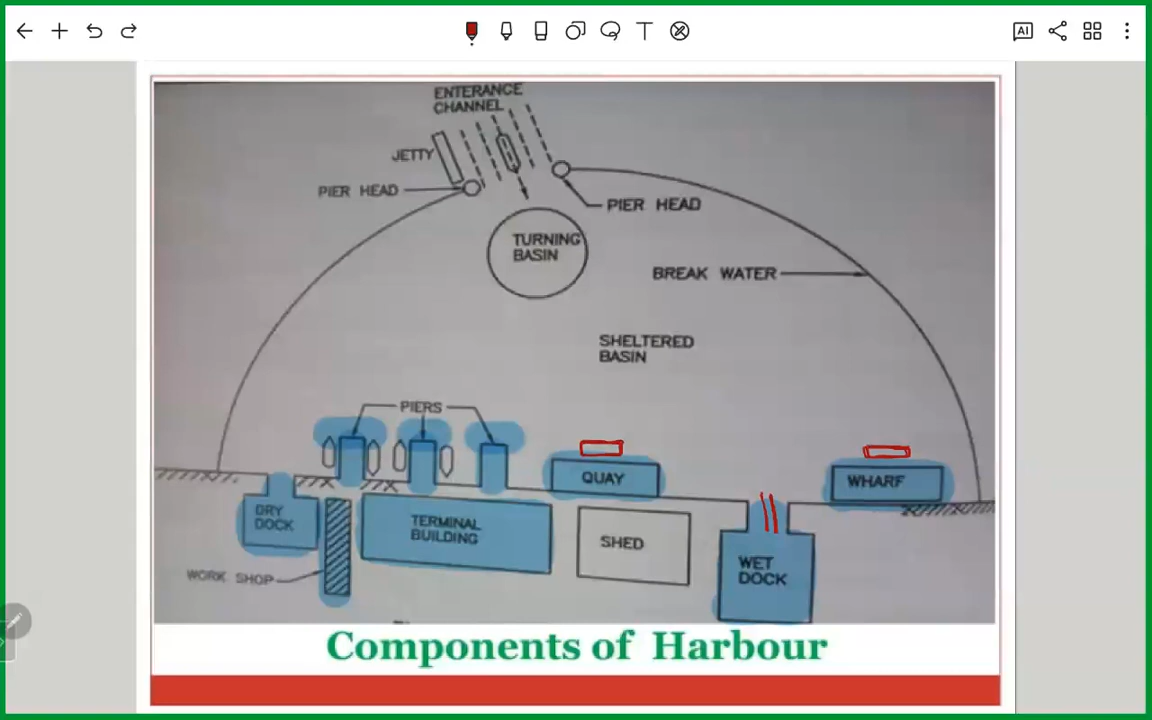 AI
T
ENTERANCE
CHANNEL
JETTY
PIER HEAD
PIER HEAD
TURNING
BASIN
BREAK WATER
SHELTERED
BASIN
PIERS
QUAY
WHARF
DRY
DOCK
TERMINAL
BUILDING
SHED
WET
DOCK
WORK SHOP
Components of Harbour